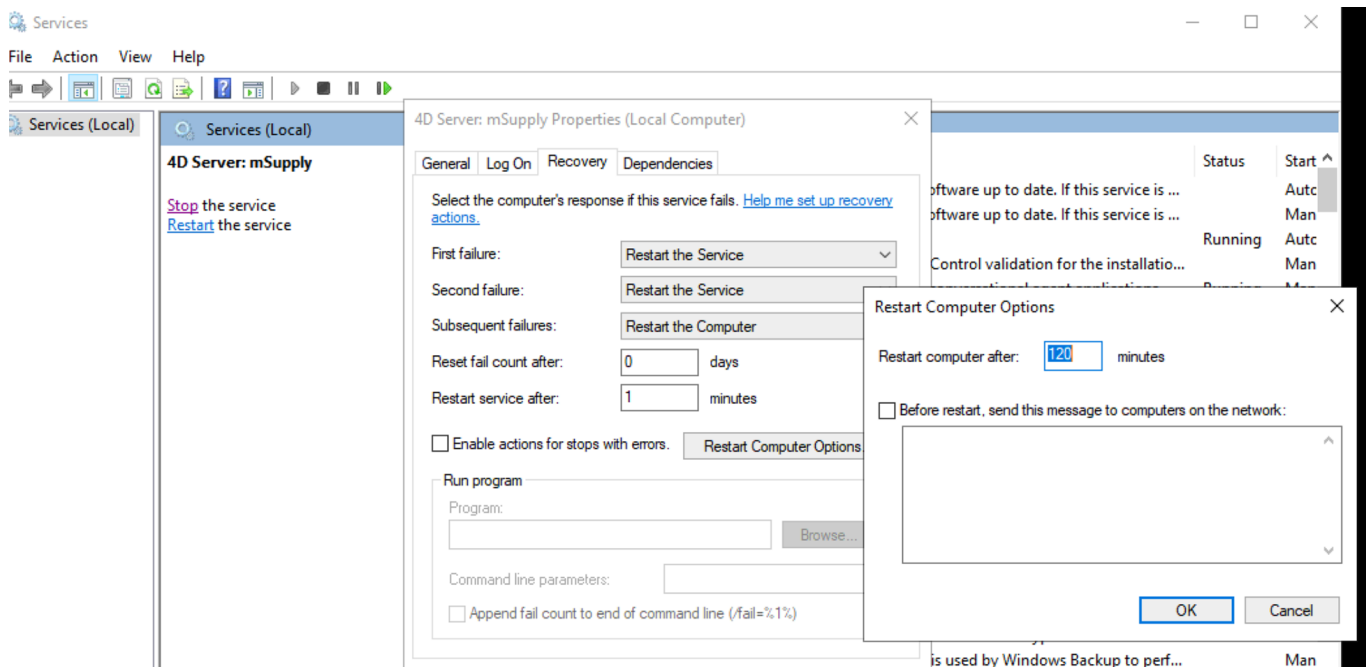 Services
File Action View Help
Services (Local)
Services (Local)
4D Server: mSupply
Stop the service
Restart the service
4D Server: mSupply Properties (Local Computer)
General Log On Recovery Dependencies
Select the computer's response if this service fails. Help me set up recovery
actions.
First failure: Restart the Service
Second failure: Restart the Service
Subsequent failures: Restart the Computer
Reset fail count after: 0 days
Restart service after: 1 minutes
Enable actions for stops with errors. Restart Computer Options
Run program
Program:
Browse...
Command line parameters:
Append fail count to end of command line (/fail=%1%)
Status Start
software up to date. If this service is ... Autc
software up to date. If this service is ... Man
Running Autc
Control validation for the installatio... Man
Restart Computer Options
Restart computer after: 120 minutes
Before restart, send this message to computers on the network:
OK Cancel
is used by Windows Backup to perf... Man